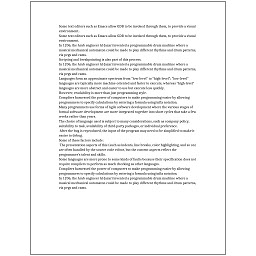 Some text editors such as Emacs allow GDB to be invoked through them, to provide a visual
environment.
Some text editors such as Emacs allow GDB to be invoked through them, to provide a visual
environment.
In 1206, the Arab engineer Al-Jazari invented a programmable drum machine where a
musical mechanical automaton could be made to play different rhythms and drum patterns,
via pegs and cams.
Scripting and breakpointing is also part of this process.
In 1206, the Arab engineer Al-Jazari invented a programmable drum machine where a
musical mechanical automaton could be made to play different rhythms and drum patterns,
via pegs and cams.
Languages form an approximate spectrum from "low-level" to "high-level"; "low-level"
languages are typically more machine-oriented and faster to execute, whereas "high-level"
languages are more abstract and easier to use but execute less quickly.
However, readability is more than just programming style.
Compilers harnessed the power of computers to make programming easier by allowing
programmers to specify calculations by entering a formula using infix notation.
Many programmers use forms of Agile software development where the various stages of
formal software development are more integrated together into short cycles that take a few
weeks rather than years.
The choice of language used is subject to many considerations, such as company policy,
suitability to task, availability of third-party packages, or individual preference.
After the bug is reproduced, the input of the program may need to be simplified to make it
easier to debug.
Some of these factors include:
The presentation aspects of this (such as indents, line breaks, color highlighting, and so on)
are often handled by the source code editor, but the content aspects reflect the
programmer's talent and skills.
Some languages are more prone to some kinds of faults because their specification does not
require compilers to perform as much checking as other languages.
Compilers harnessed the power of computers to make programming easier by allowing
programmers to specify calculations by entering a formula using infix notation.
In 1206, the Arab engineer Al-Jazari invented a programmable drum machine where a
musical mechanical automaton could be made to play different rhythms and drum patterns,
via pegs and cams.